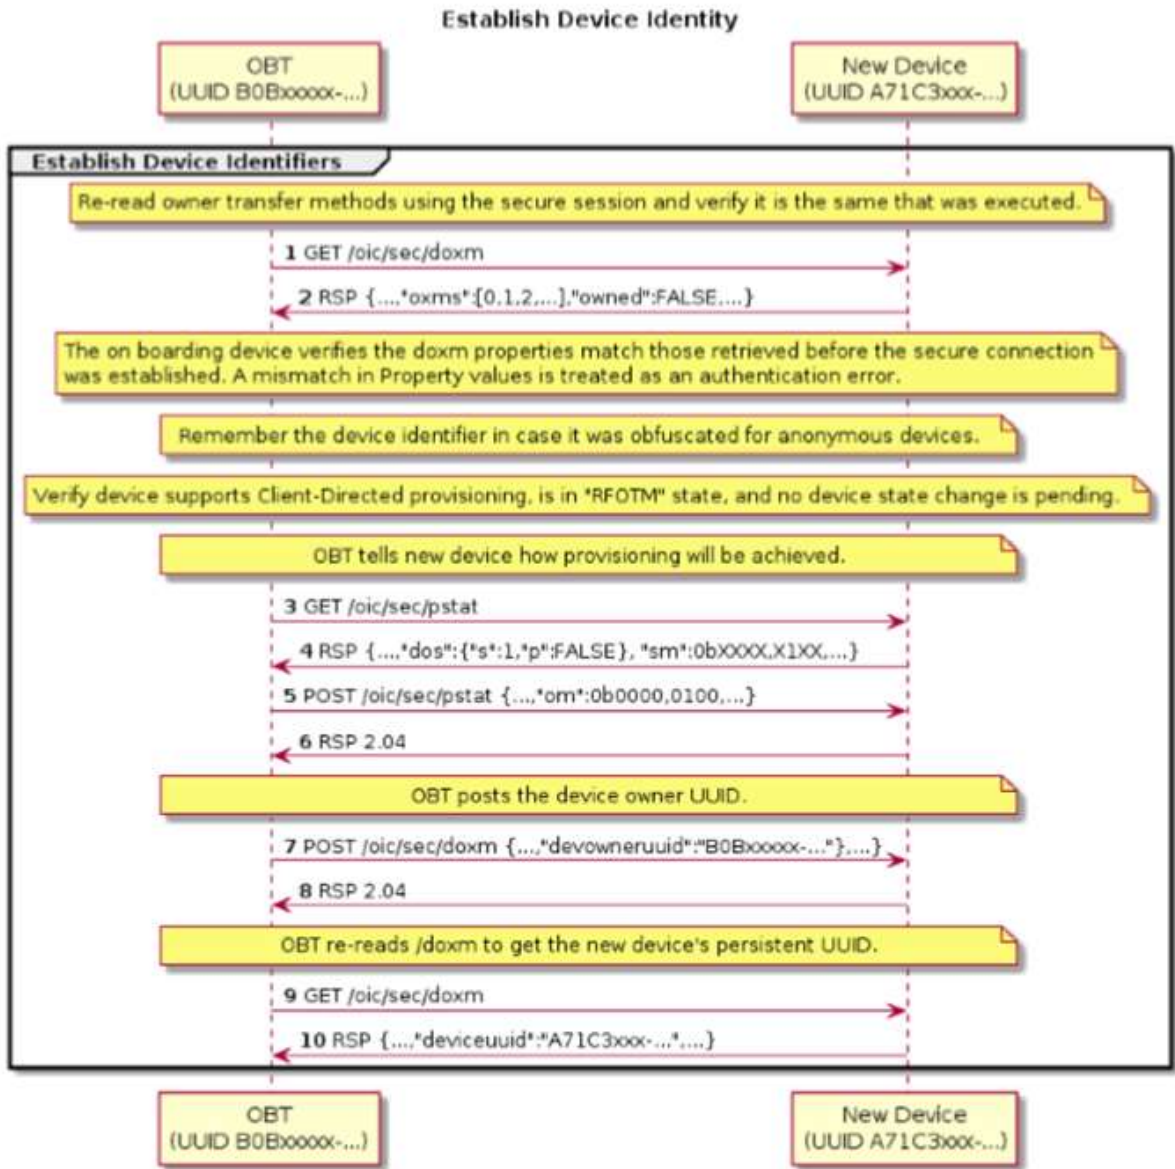 Establish Device Identity
OBT
(UUID B0Bxxxxx-...)
New Device
(UUID A71C3xxx-...)
Establish Device Identifiers
Re-read owner transfer methods using the secure session and verify it is the same that was executed.
1 GET /oic/sec/doxm
2 RSP {...,"oxms":[0,1,2,...],"owned":FALSE,...}
The on boarding device verifies the doxm properties match those retrieved before the secure connection
was established. A mismatch in Property values is treated as an authentication error.
Remember the device identifier in case it was obfuscated for anonymous devices.
Verify device supports Client-Directed provisioning, is in "RFOTM" state, and no device state change is pending.
OBT tells new device how provisioning will be achieved.
3 GET /oic/sec/pstat
4 RSP {...,"dos":{"s":1,"p":FALSE}, "sm":0bXXXX,X1XX,...}
5 POST /oic/sec/pstat {...,"om":0b0000,0100,...}
6 RSP 2.04
OBT posts the device owner UUID.
7 POST /oic/sec/doxm {...,"devowneruuid":"B0Bxxxxx-..."},...}
8 RSP 2.04
OBT re-reads /doxm to get the new device's persistent UUID.
9 GET /oic/sec/doxm
10 RSP {...,"deviceuuid":"A71C3xxx-...",...}
OBT
(UUID B0Bxxxxx-...)
New Device
(UUID A71C3xxx-...)